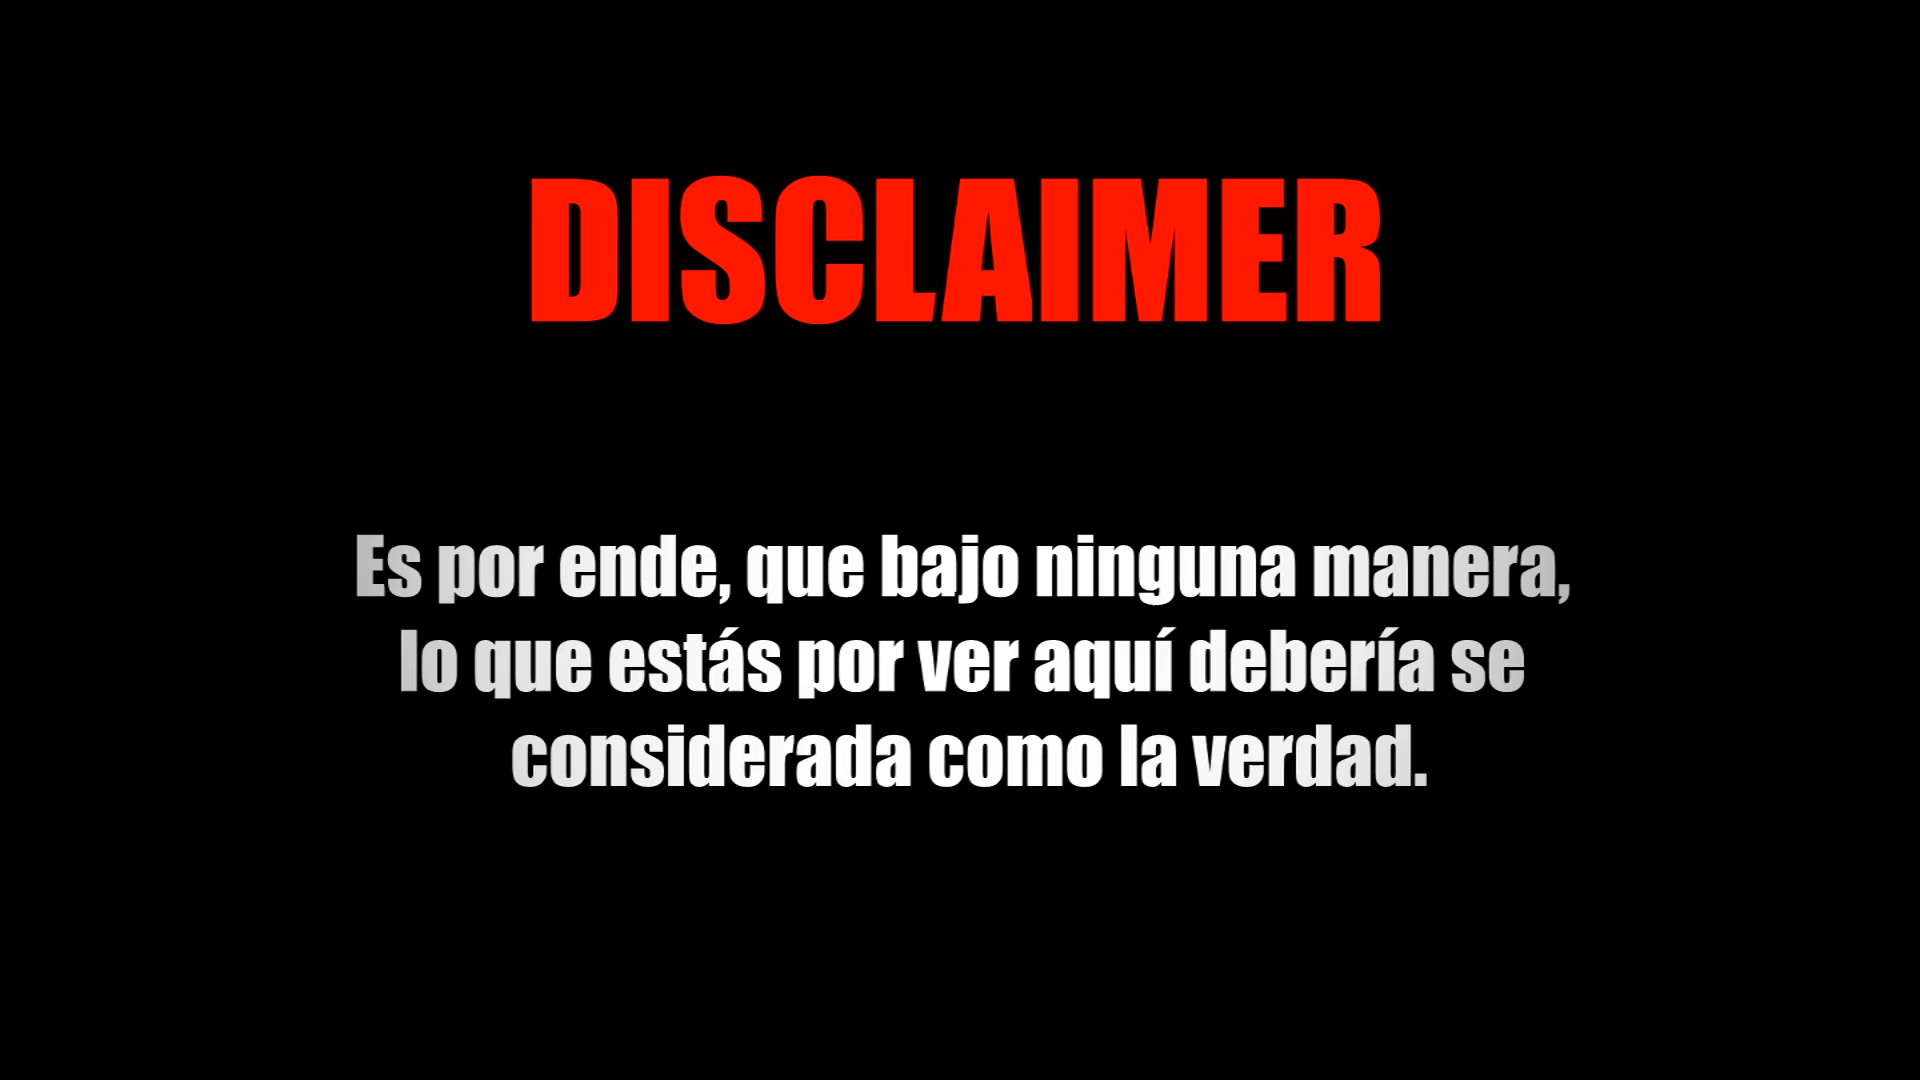 DISCLAIMER
Es por ende, que bajo ninguna manera,
lo que estás por ver aquí debería se
considerada como la verdad.